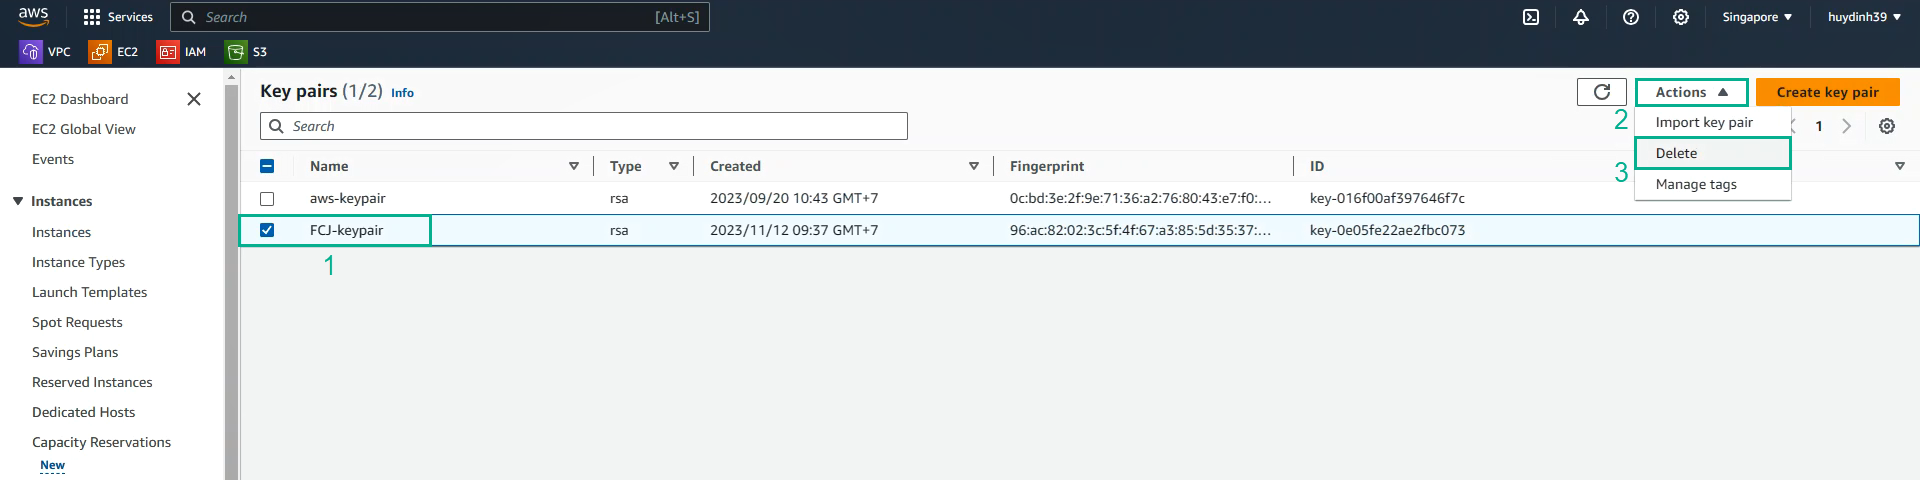 aws Services Search [Alt+S] Singapore huydinh39
VPC EC2 IAM S3
EC2 Dashboard
EC2 Global View
Events
Instances
Instances
Instance Types
Launch Templates
Spot Requests
Savings Plans
Reserved Instances
Dedicated Hosts
Capacity Reservations
New
Key pairs (1/2) Info
Actions
Create key pair
Search
2
Import key pair
1
Delete
3
Manage tags
Name Type Created Fingerprint ID
aws-keypair rsa 2023/09/20 10:43 GMT+7 0c:bd:3e:2f:9e:71:36:a2:76:80:43:e7:f0:... key-016f00af397646f7c
FCJ-keypair rsa 2023/11/12 09:37 GMT+7 96:ac:82:02:3c:5f:4f:67:a3:85:5d:35:37:... key-0e05fe22ae2fbc073
1